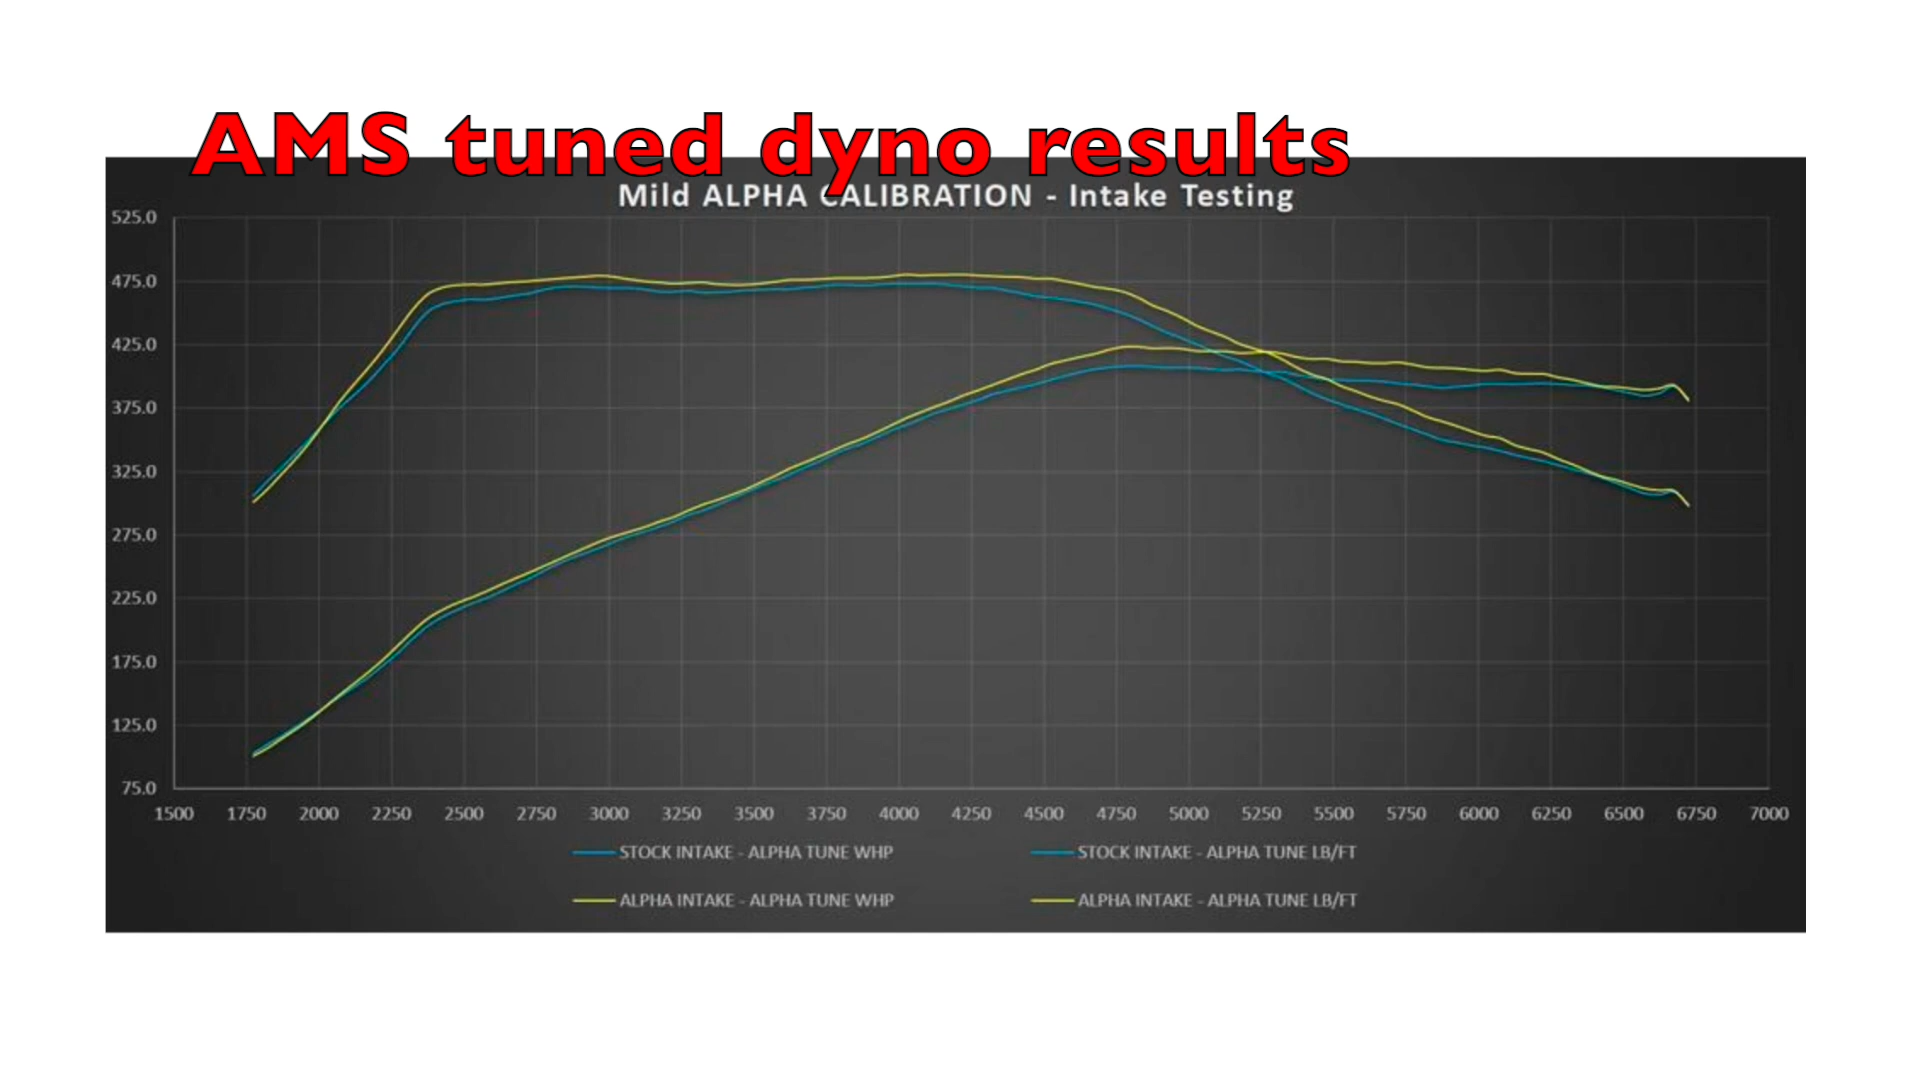 AMS tuned dyno results
Mild ALPHA CALIBRATION - Intake Testing
525.0
475.0
425.0
375.0
325.0
275.0
225.0
175.0
125.0
75.0
1500 1750 2000 2250 2500 2750 3000 3250 3500 3750 4000 4250 4500 4750 5000 5250 5500 5750 6000 6250 6500 6750 7000
STOCK INTAKE - ALPHA TUNE WHP STOCK INTAKE - ALPHA TUNE LB/FT
ALPHA INTAKE - ALPHA TUNE WHP ALPHA INTAKE - ALPHA TUNE LB/FT